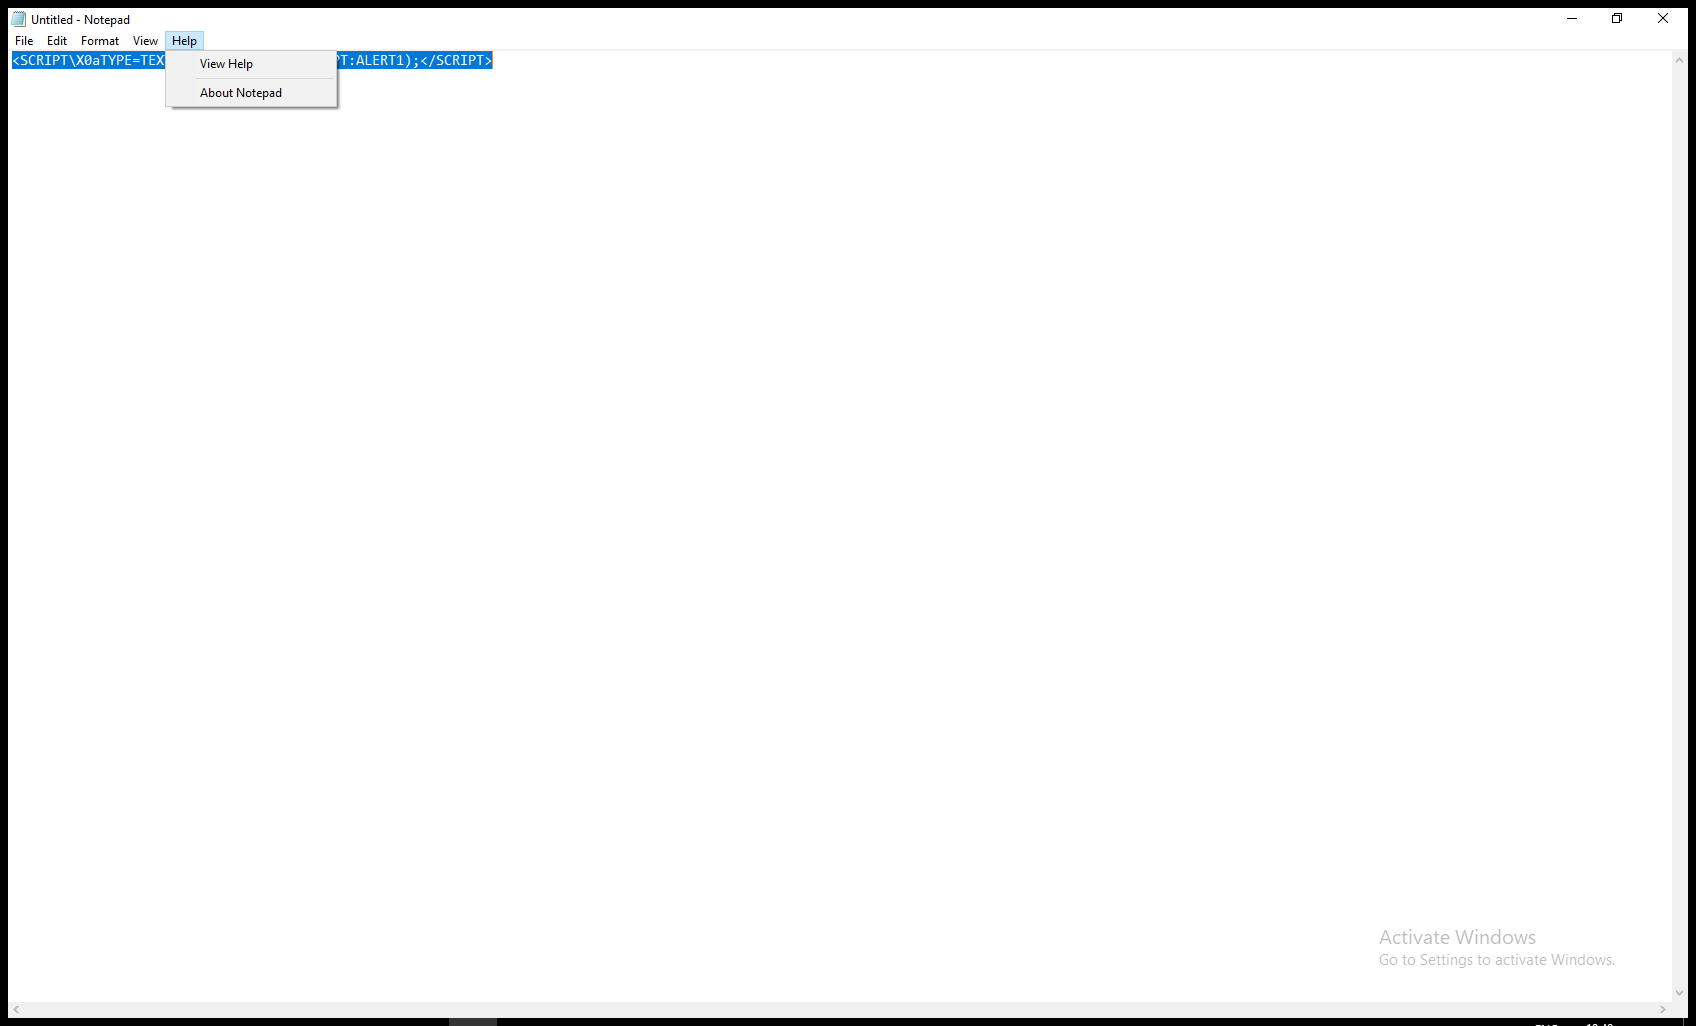 Untitled - Notepad
File Edit Format View Help
<SCRIPT\X0aTYPE=TEX PT:ALERT1);</SCRIPT>
View Help
About Notepad
Activate Windows
Go to Settings to activate Windows.